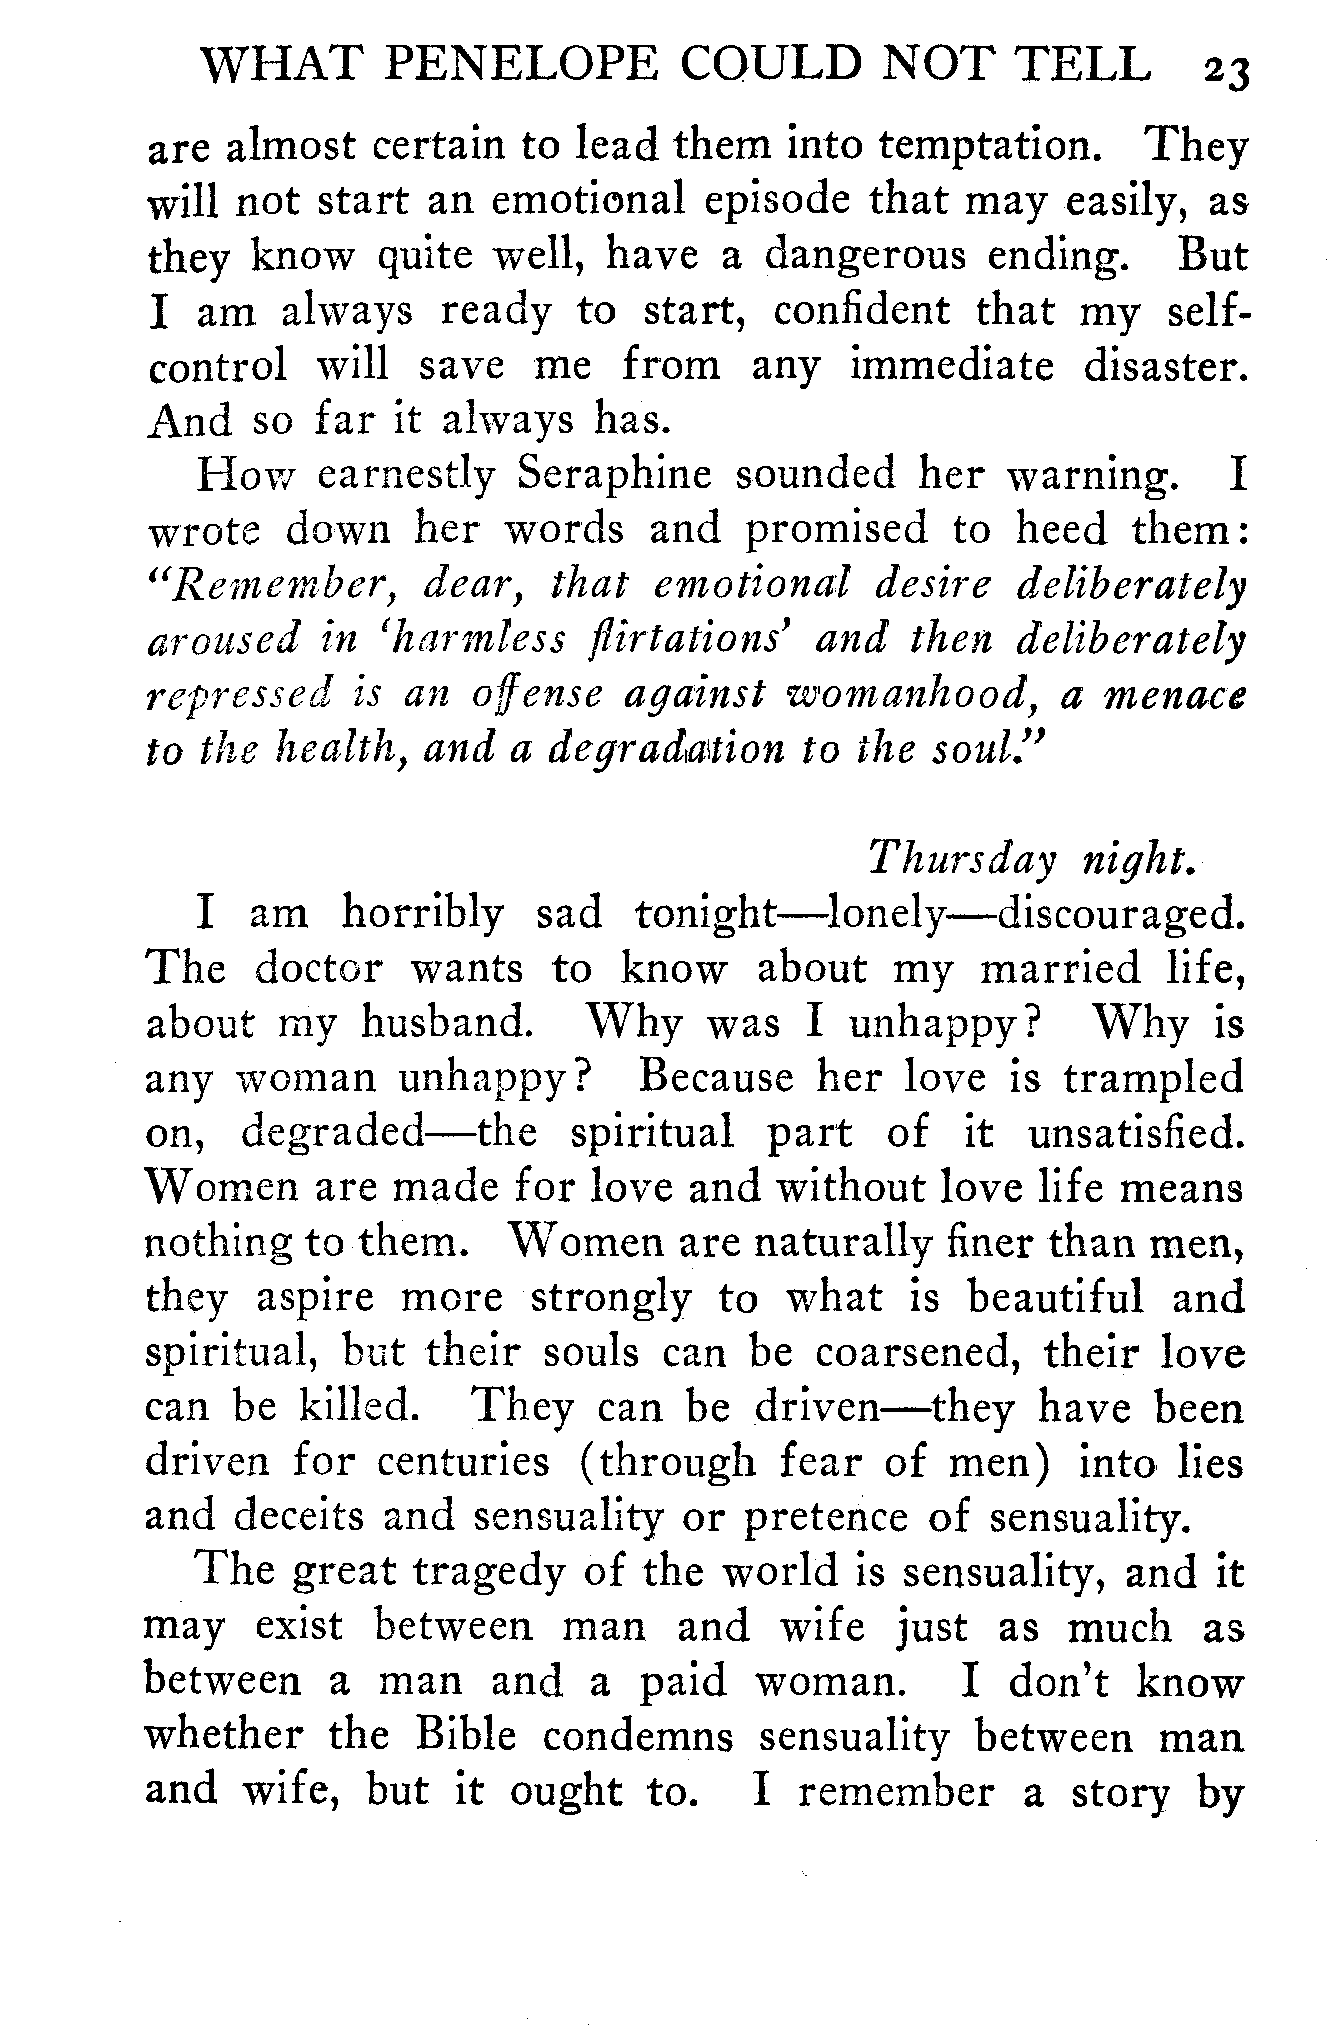 WHAT PENELOPE COULD NOT TELL 23
are almost certain to lead them into temptation. They
will not start an emotional episode that may easily, as
they know quite well, have a dangerous ending. But
I am always ready to start, confident that my self-
control will save me from any immediate disaster.
And so far it always has.
How earnestly Seraphine sounded her warning. I
wrote down her words and promised to heed them:
“Remember, dear, that emotional desire deliberately
aroused in ‘harmless flirtations’ and then deliberately
repressed is an offense against womanhood, a menace
to the health, and a degradation to the soul.”
Thursday night.
I am horribly sad tonight—lonely—discouraged.
The doctor wants to know about my married life,
about my husband. Why was I unhappy? Why is
any woman unhappy? Because her love is trampled
on, degraded—the spiritual part of it unsatisfied.
Women are made for love and without love life means
nothing to them. Women are naturally finer than men,
they aspire more strongly to what is beautiful and
spiritual, but their souls can be coarsened, their love
can be killed. They can be driven—they have been
driven for centuries (through fear of men) into lies
and deceits and sensuality or pretence of sensuality.
The great tragedy of the world is sensuality, and it
may exist between man and wife just as much as
between a man and a paid woman. I don't know
whether the Bible condemns sensuality between man
and wife, but it ought to. I remember a story by